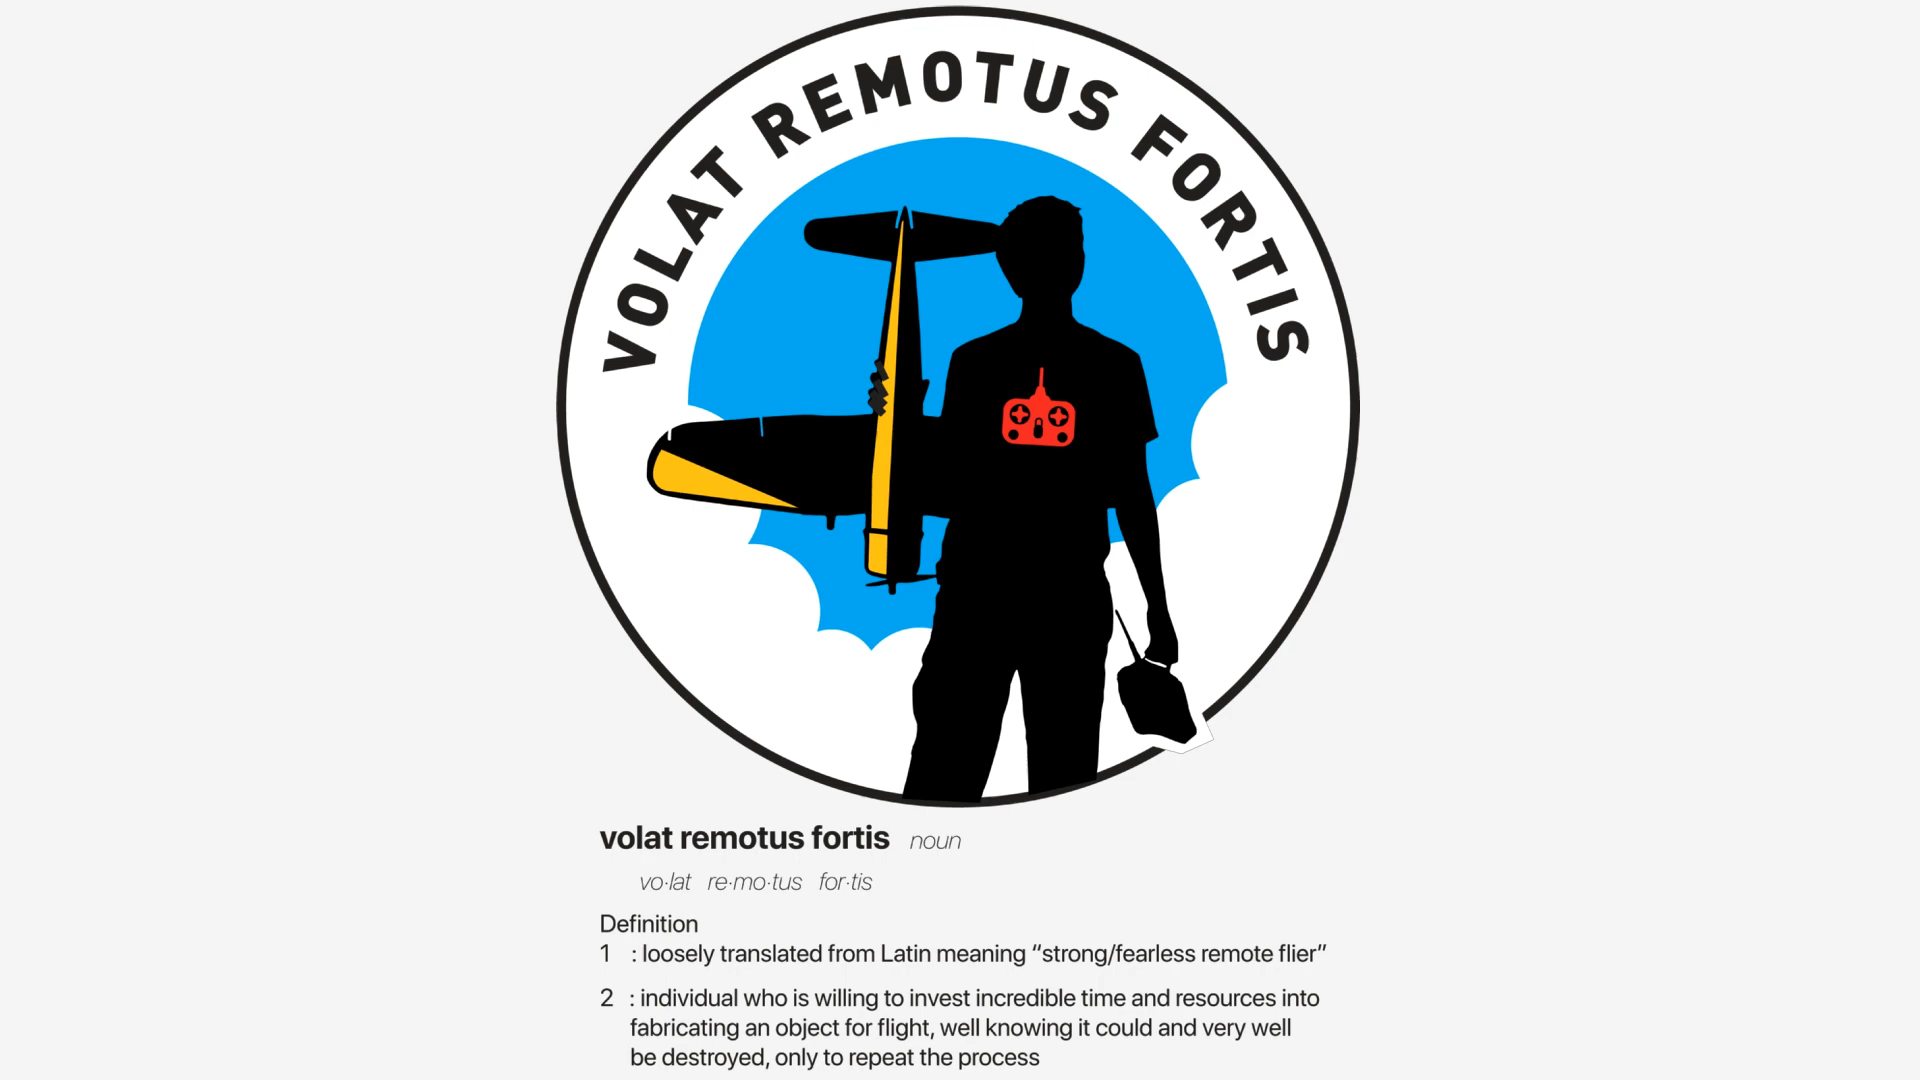 VOLAT REMOTUS FORTIS
volat remotus fortis noun
vo·lat re·mo·tus for·tis
Definition
1 : loosely translated from Latin meaning “strong/fearless remote flier”
2 : individual who is willing to invest incredible time and resources into
fabricating an object for flight, well knowing it could and very well
be destroyed, only to repeat the process